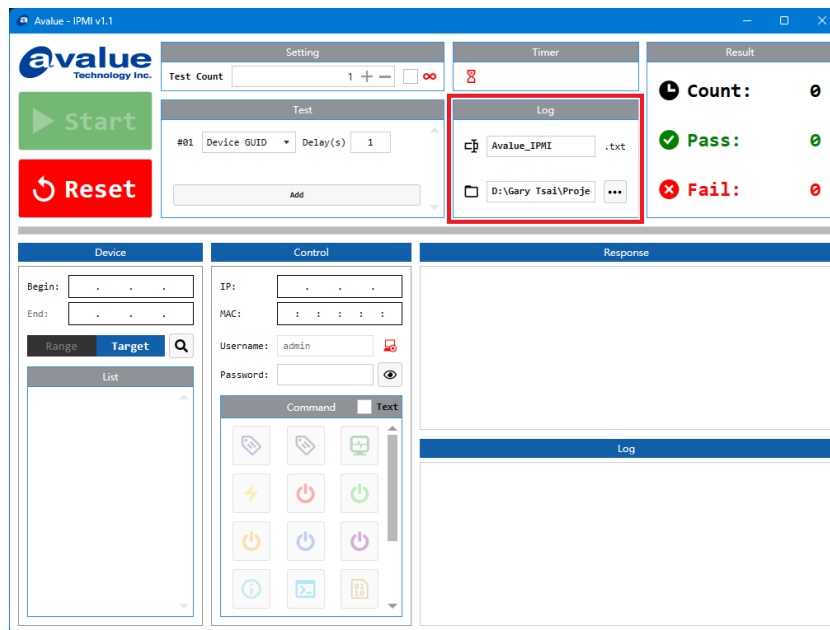 Avalue - IPMI v1.1
avalue
Technology Inc.
Start
Reset
Setting
Test Count 1
Test
#01 Device GUID Delay(s) 1
Add
Timer
Log
Avalue_IPMI .txt
D:\Gary Tsai\Proje
Result
Count: 0
Pass: 0
Fail: 0
Device
Begin: . . .
End: . . .
Range Target
List
Control
IP: . . .
MAC: : : : : :
Username: admin
Password:
Command Text
Response
Log